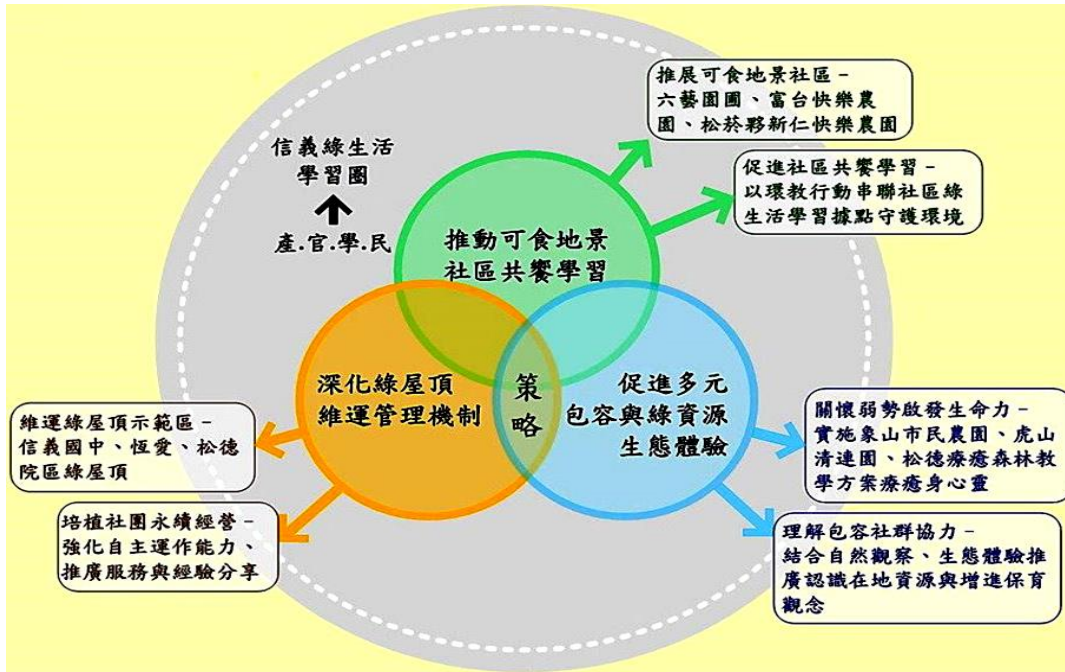 推展可食地景社區－
六藝園圃、富台快樂農
園、松菸夥新仁快樂農園
信義綠生活
學習圈
產.官.學.民
促進社區共饗學習－
以環教行動串聯社區綠
生活學習據點守護環境
推動可食地景
社區共饗學習
深化綠屋頂
維運管理機制
策
略
促進多元
包容與綠資源
生態體驗
維運綠屋頂示範區－
信義國中、恆愛、松德
院區綠屋頂
培植社團永續經營－
強化自主運作能力、
推廣服務與經驗分享
關懷弱勢啟發生命力－
實施象山市民農園、虎山
清連園、松德療癒森林教
學方案療癒身心靈
理解包容社群協力－
結合自然觀察、生態體驗推
廣認識在地資源與增進保育
觀念